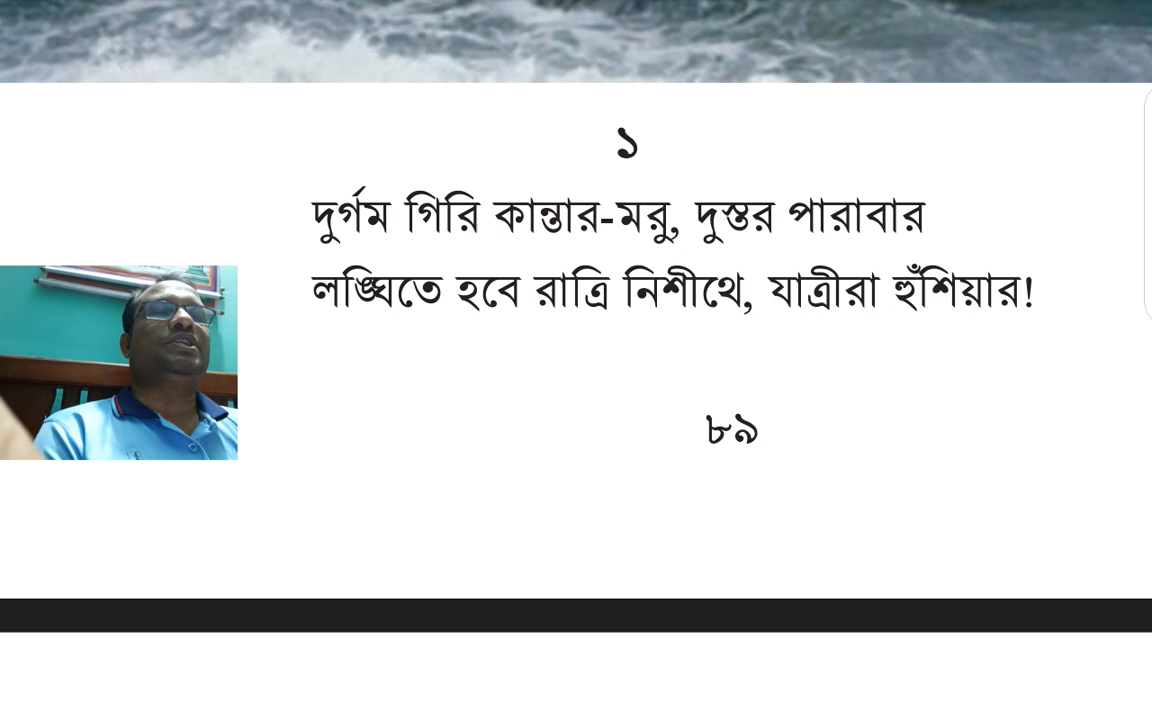 ১
দুর্গম গিরি কান্তার-মরু, দুস্তর পারাবার
লঙ্ঘিতে হবে রাত্রি নিশীথে, যাত্রীরা হুঁশিয়ার!
৮৯